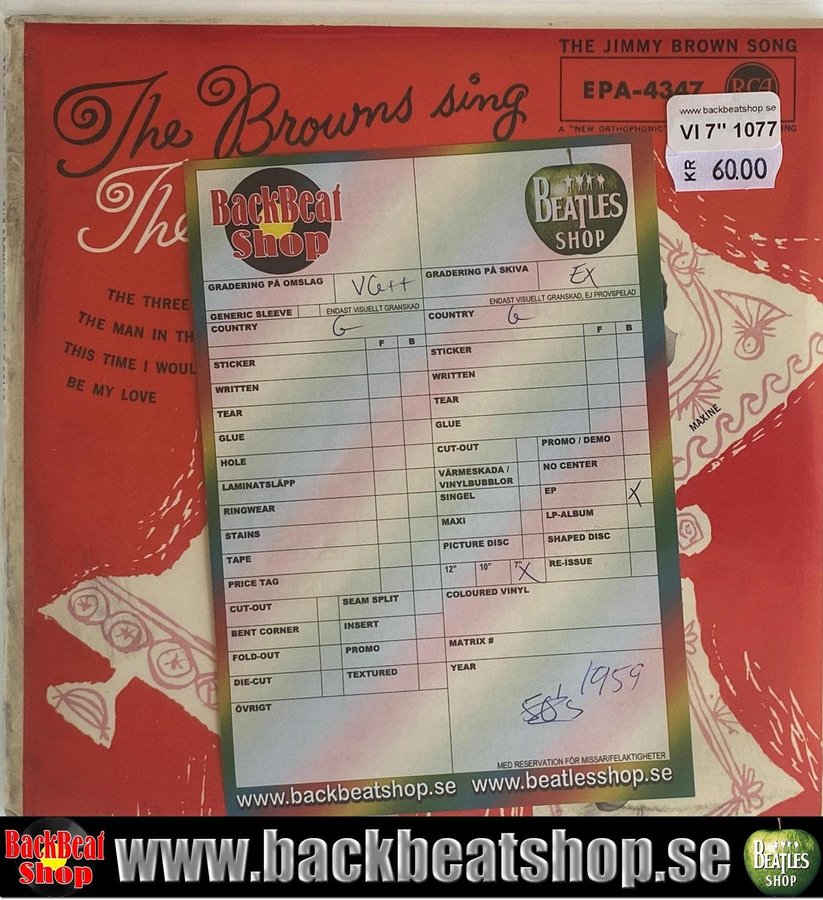 THE JIMMY BROWN SONG
EPA-4347
RCA
A "NEW ORTHOPHONIC"
The Browns sing
The
THE THREE
THE MAN IN TH
THIS TIME I WOUL
BE MY LOVE
MAXINE
www.backbeatshop.se
VI 7" 1077
KR 60.00
BackBeat
Shop
BEATLES
SHOP
GRADERING PÅ OMSLAG VG++
GRADERING PÅ SKIVA EX
GENERIC SLEEVE ENDAST VISUELLT GRANSKAD
ENDAST VISUELLT GRANSKAD, EJ PROVSPELAD
COUNTRY G
COUNTRY G
F B
F B
STICKER
WRITTEN
TEAR
GLUE
HOLE
LAMINATSLÄPP
RINGWEAR
STAINS
TAPE
PRICE TAG
CUT-OUT SEAM SPLIT
BENT CORNER INSERT
FOLD-OUT PROMO
DIE-CUT TEXTURED
ÖVRIGT
STICKER
WRITTEN
TEAR
GLUE
CUT-OUT PROMO / DEMO
VÄRMESKADA /
VINYLBUBBLOR NO CENTER
SINGEL EP X
MAXI LP-ALBUM
PICTURE DISC SHAPED DISC
12" 10" 7" X RE-ISSUE
COLOURED VINYL
MATRIX #
YEAR
1959
MED RESERVATION FÖR MISSAR/FELAKTIGHETER
www.backbeatshop.se www.beatlesshop.se
BackBeat
Shop
www.backbeatshop.se
BEATLES
SHOP